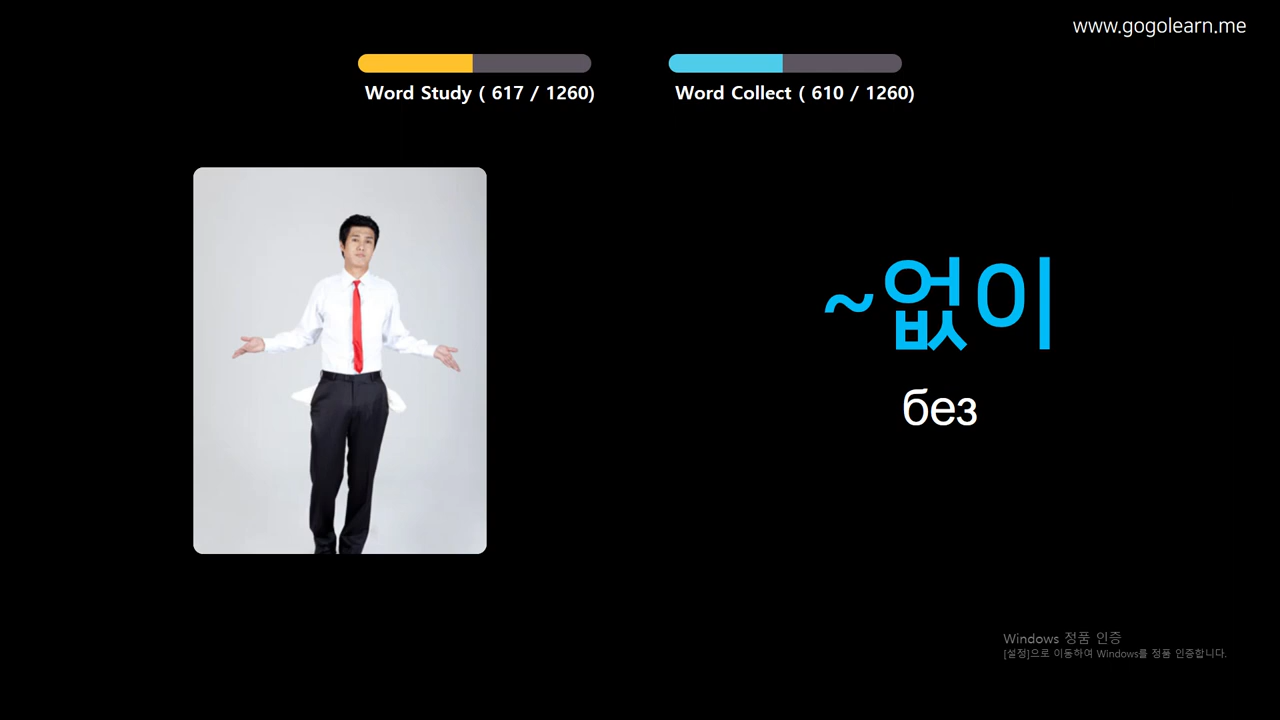 www.gogolearn.me
Word Study ( 617 / 1260)
Word Collect ( 610 / 1260)
~없이
без
Windows 정품 인증
[설정]으로 이동하여 Windows를 정품 인증합니다.